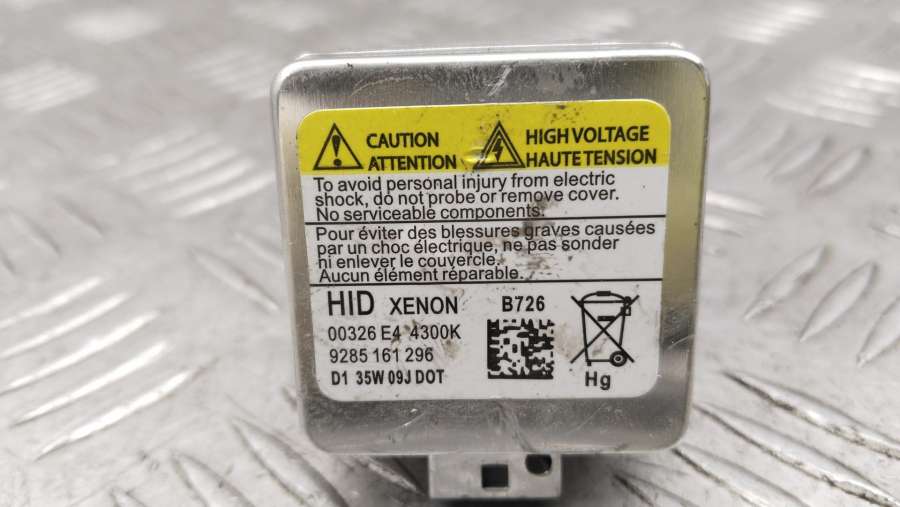 CAUTION
ATTENTION
HIGH VOLTAGE
HAUTE TENSION
To avoid personal injury from electric
shock, do not probe or remove cover.
No serviceable components.
Pour éviter des blessures graves causées
par un choc électrique, ne pas sonder
ni enlever le couvercle.
Aucun élément réparable.
HID XENON B726
00326 E4 4300K
9285 161 296
D1 35W 09J DOT
Hg